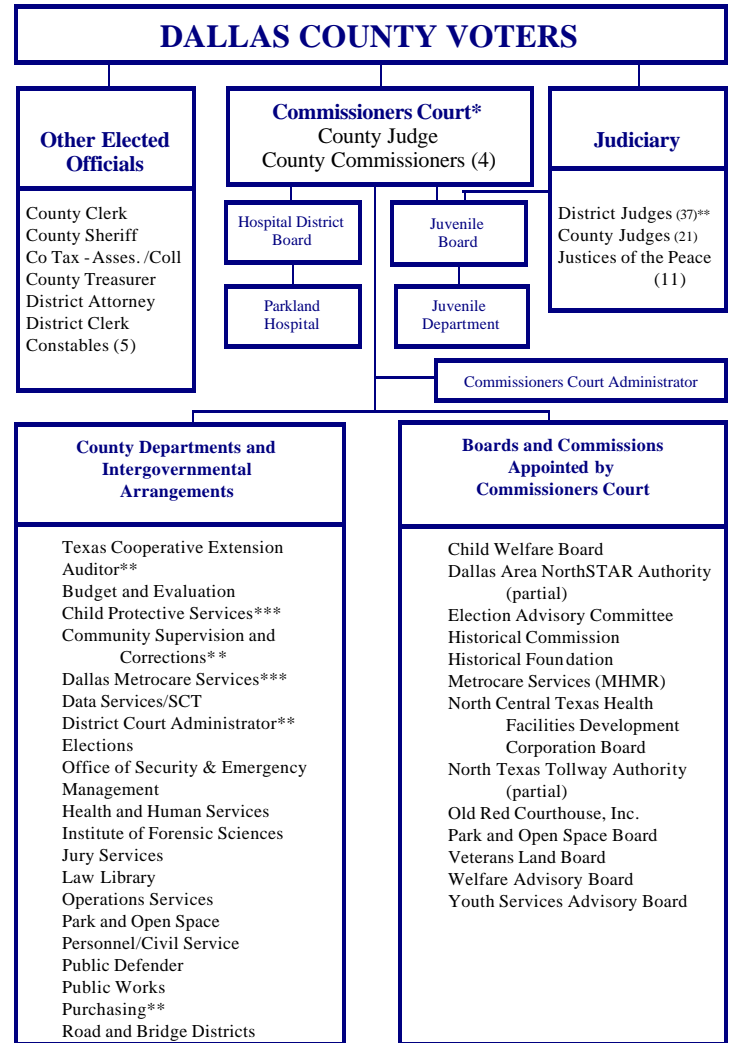 DALLAS COUNTY VOTERS
Other Elected
Officials
County Clerk
County Sheriff
Co Tax - Asses. /Coll
County Treasurer
District Attorney
District Clerk
Constables (5)
Commissioners Court*
County Judge
County Commissioners (4)
Judiciary
District Judges (37)**
County Judges (21)
Justices of the Peace
(11)
Hospital District
Board
Juvenile
Board
Parkland
Hospital
Juvenile
Department
Commissioners Court Administrator
County Departments and
Intergovernmental
Arrangements
Texas Cooperative Extension
Auditor**
Budget and Evaluation
Child Protective Services***
Community Supervision and
Corrections**
Dallas Metrocare Services***
Data Services/SCT
District Court Administrator**
Elections
Office of Security & Emergency
Management
Health and Human Services
Institute of Forensic Sciences
Jury Services
Law Library
Operations Services
Park and Open Space
Personnel/Civil Service
Public Defender
Public Works
Purchasing**
Road and Bridge Districts
Boards and Commissions
Appointed by
Commissioners Court
Child Welfare Board
Dallas Area NorthSTAR Authority
(partial)
Election Advisory Committee
Historical Commission
Historical Foundation
Metrocare Services (MHMR)
North Central Texas Health
Facilities Development
Corporation Board
North Texas Tollway Authority
(partial)
Old Red Courthouse, Inc.
Park and Open Space Board
Veterans Land Board
Welfare Advisory Board
Youth Services Advisory Board